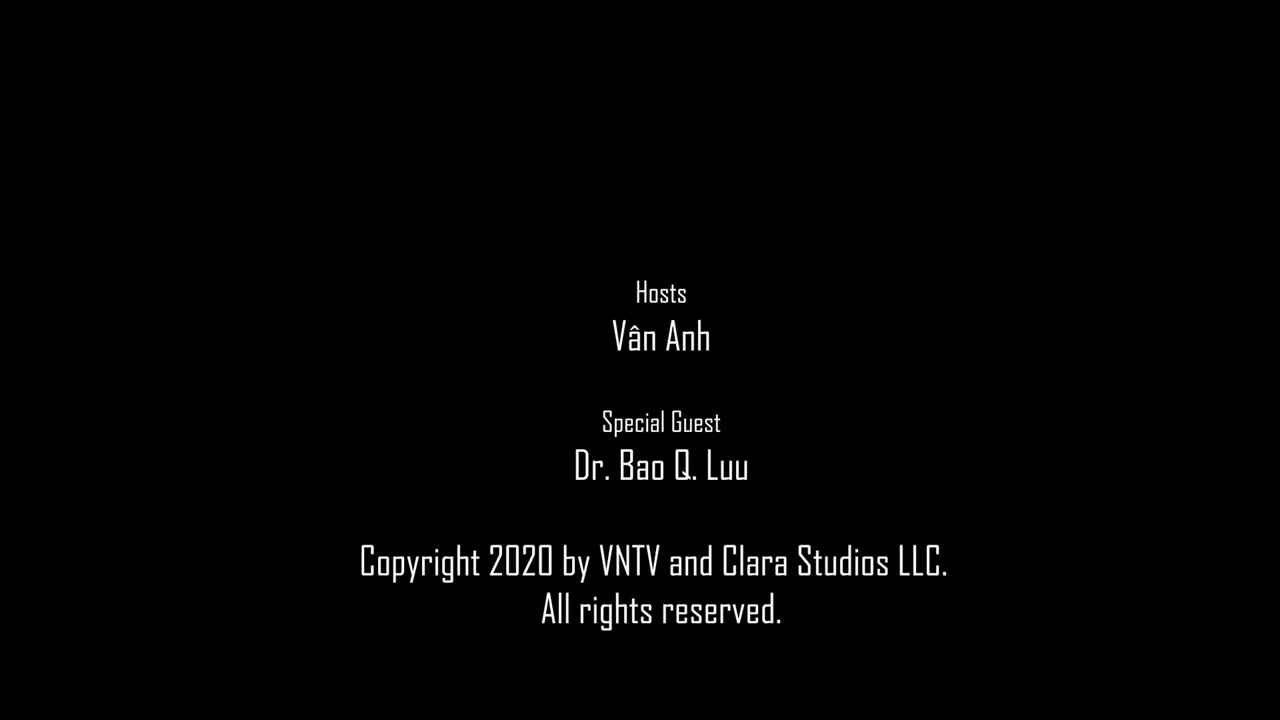 Hosts
Vân Anh
Special Guest
Dr. Bao Q. Luu
Copyright 2020 by VNTV and Clara Studios LLC.
All rights reserved.